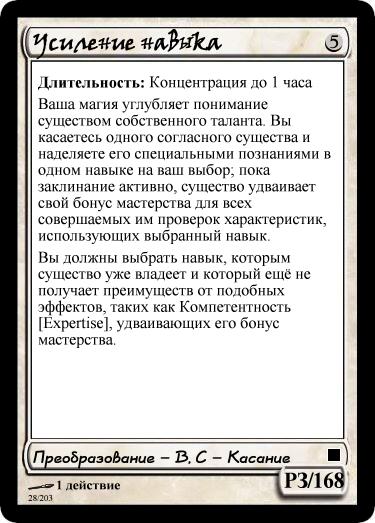 Усиление навыка 5
Длительность: Концентрация до 1 часа
Ваша магия углубляет понимание
существом собственного таланта. Вы
касаетесь одного согласного существа и
наделяете его специальными познаниями в
одном навыке на ваш выбор; пока
заклинание активно, существо удваивает
свой бонус мастерства для всех
совершаемых им проверок характеристик,
использующих выбранный навык.
Вы должны выбрать навык, которым
существо уже владеет и который ещё не
получает преимуществ от подобных
эффектов, таких как Компетентность
[Expertise], удваивающих его бонус
мастерства.
Преобразование – В, С – Касание
1 действие
РЗ/168
28/203